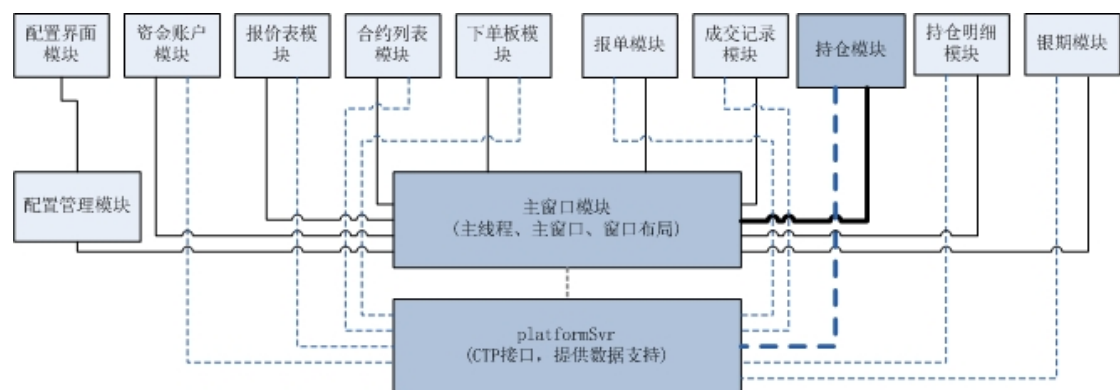 配置界面
模块
资金账户
模块
报价表模
块
合约列表
模块
下单板模
块
报单模块
成交记录
模块
持仓模块
持仓明细
模块
银期模块
配置管理模块
主窗口模块
(主线程、主窗口、窗口布局)
platformSvr
(CTP接口，提供数据支持)